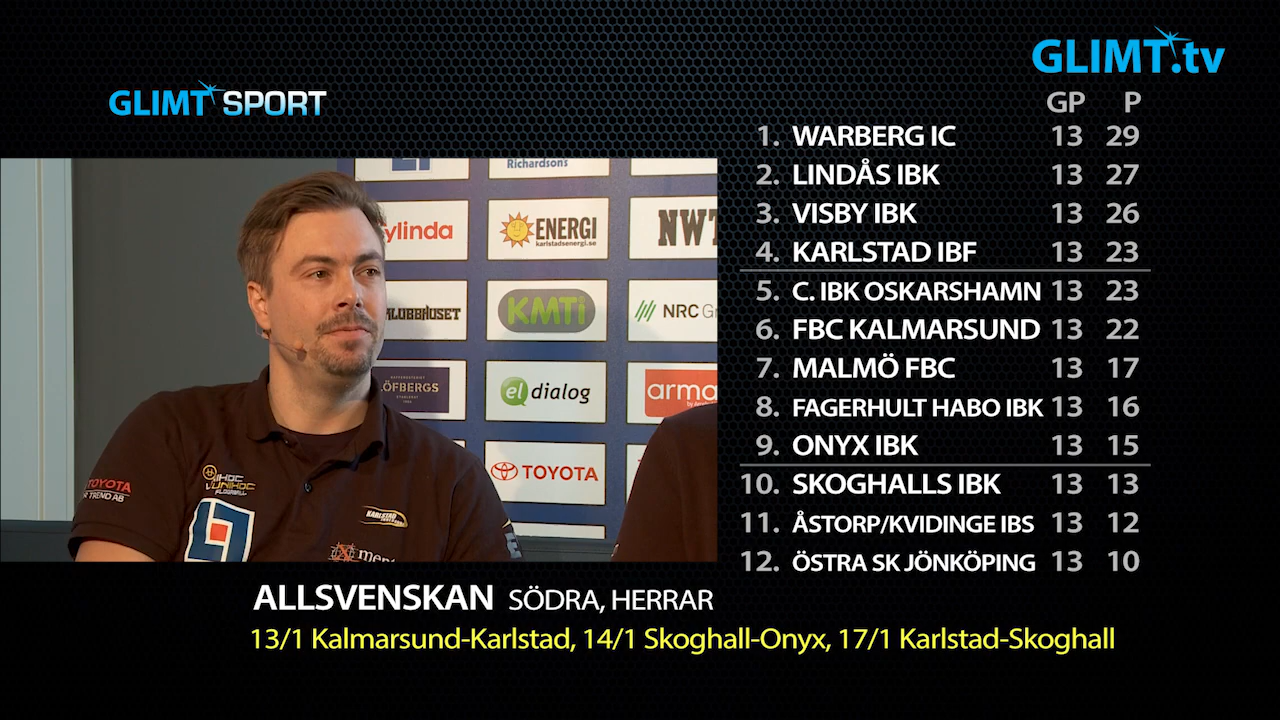 GLIMT.tv
GLIMT SPORT
GP P
1. WARBERG IC 13 29
2. LINDÅS IBK 13 27
3. VISBY IBK 13 26
4. KARLSTAD IBF 13 23
5. C. IBK OSKARSHAMN 13 23
6. FBC KALMARSUND 13 22
7. MALMÖ FBC 13 17
8. FAGERHULT HABO IBK 13 16
9. ONYX IBK 13 15
10. SKOGHALLS IBK 13 13
11. ÅSTORP/KVIDINGE IBS 13 12
12. ÖSTRA SK JÖNKÖPING 13 10
Richardsons
ylinda
ENERGI
karlstadsenergi.se
NWT
KLUBBHUSET
KMTi
NRC Gr
LÖFBERGS
el dialog
arma
TOYOTA
TOYOTA
R TREND AB
UNIHOC
FLOORBALL
KARLSTAD
ALLSVENSKAN SÖDRA, HERRAR
13/1 Kalmarsund-Karlstad, 14/1 Skoghall-Onyx, 17/1 Karlstad-Skoghall